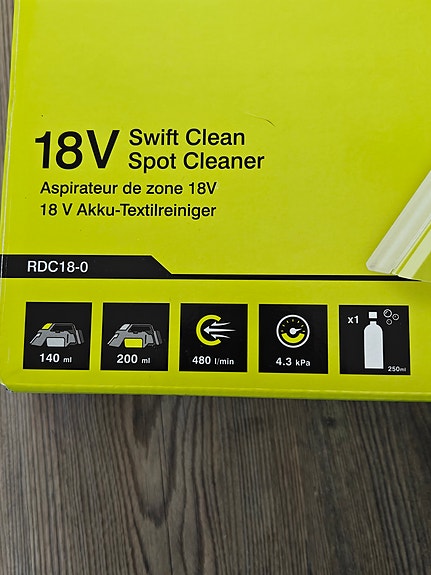 18V Swift Clean
Spot Cleaner
Aspirateur de zone 18V
18 V Akku-Textilreiniger
RDC18-0
140 ml
200 ml
480 l/min
4.3 kPa
x1
250ml